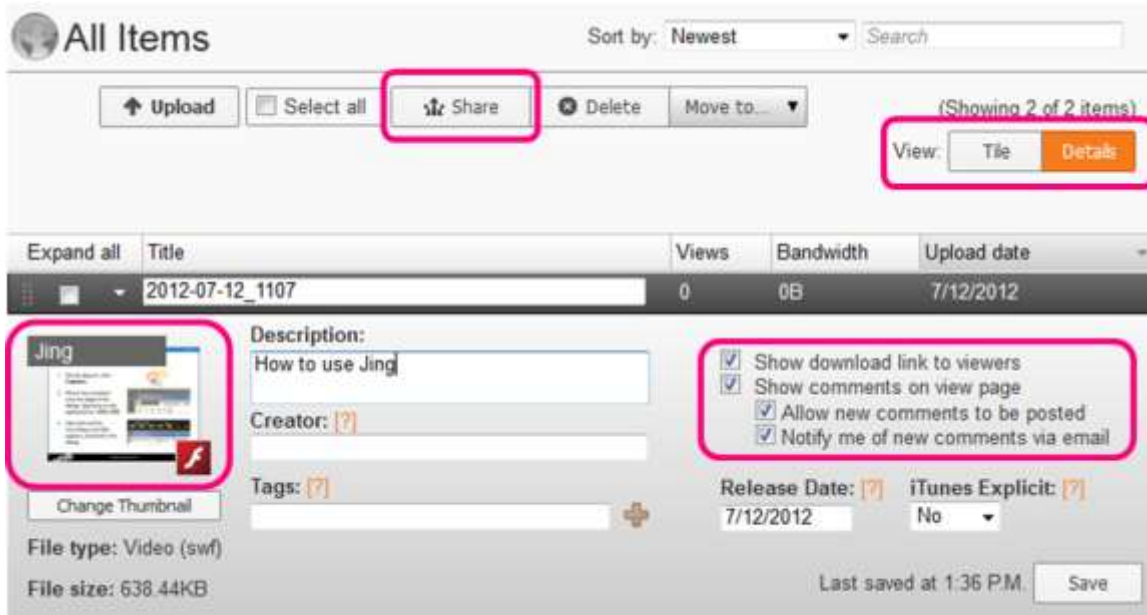 All Items
Sort by: Newest Search
Upload Select all Share Delete Move to...
(Showing 2 of 2 items)
View: Tile Details
Expand all Title Views Bandwidth Upload date
2012-07-12_1107 0 0B 7/12/2012
Jing
Description:
How to use Jing
Creator: [?]
Tags: [?]
Change Thumbnail
File type: Video (swf)
File size: 638.44KB
Show download link to viewers
Show comments on view page
Allow new comments to be posted
Notify me of new comments via email
Release Date: [?] iTunes Explicit: [?]
7/12/2012 No
Last saved at 1:36 P.M. Save